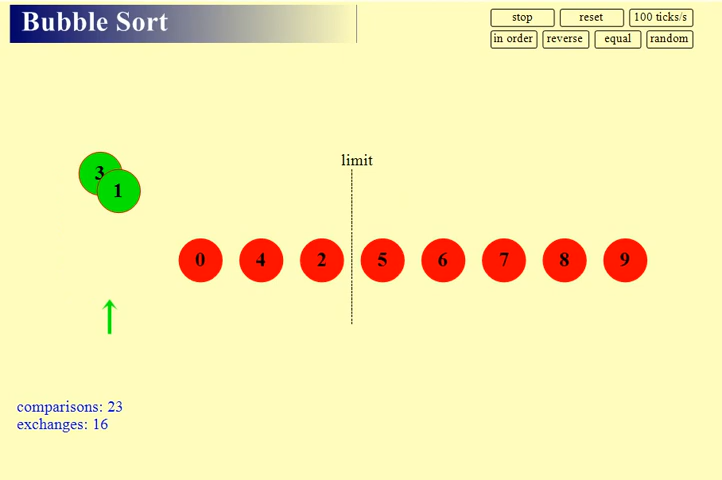 Bubble Sort
stop reset 100 ticks/s
in order reverse equal random
limit
3
1
0 4 2 5 6 7 8 9
comparisons: 23
exchanges: 16